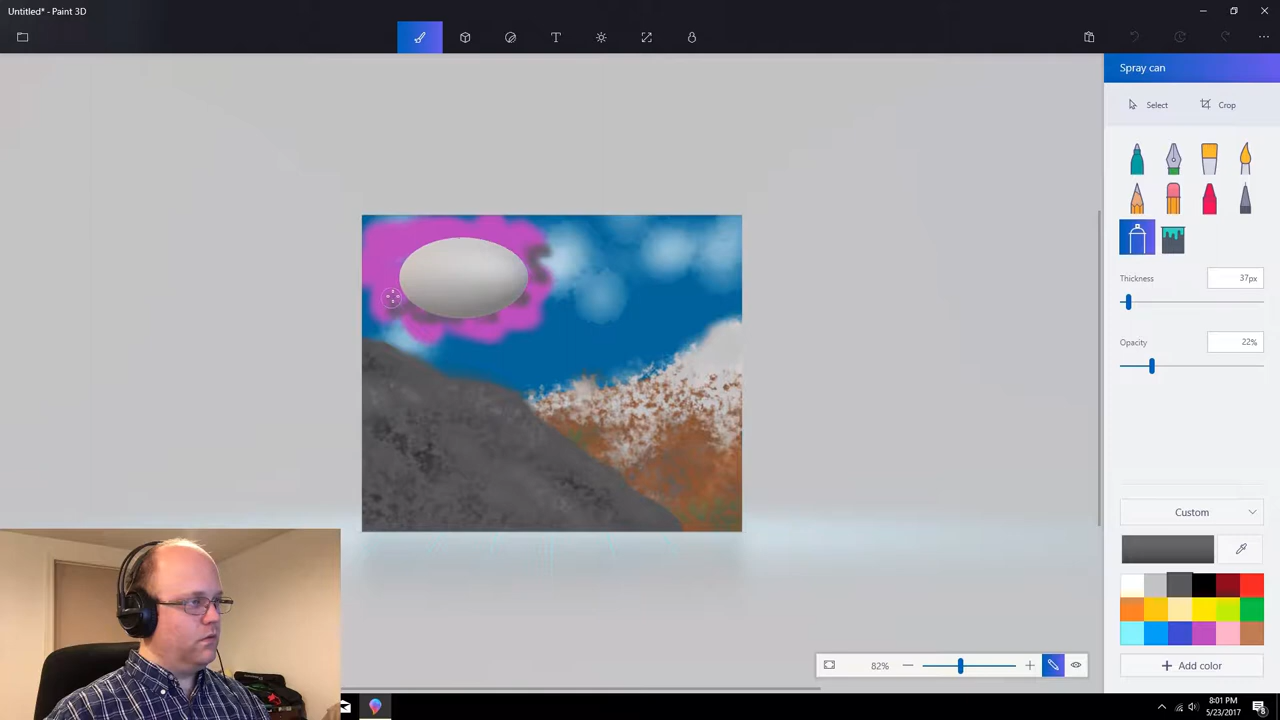 Untitled* - Paint 3D
Spray can
Select
Crop
Thickness
37px
Opacity
22%
Custom
Add color
82%
8:01 PM
5/23/2017
8